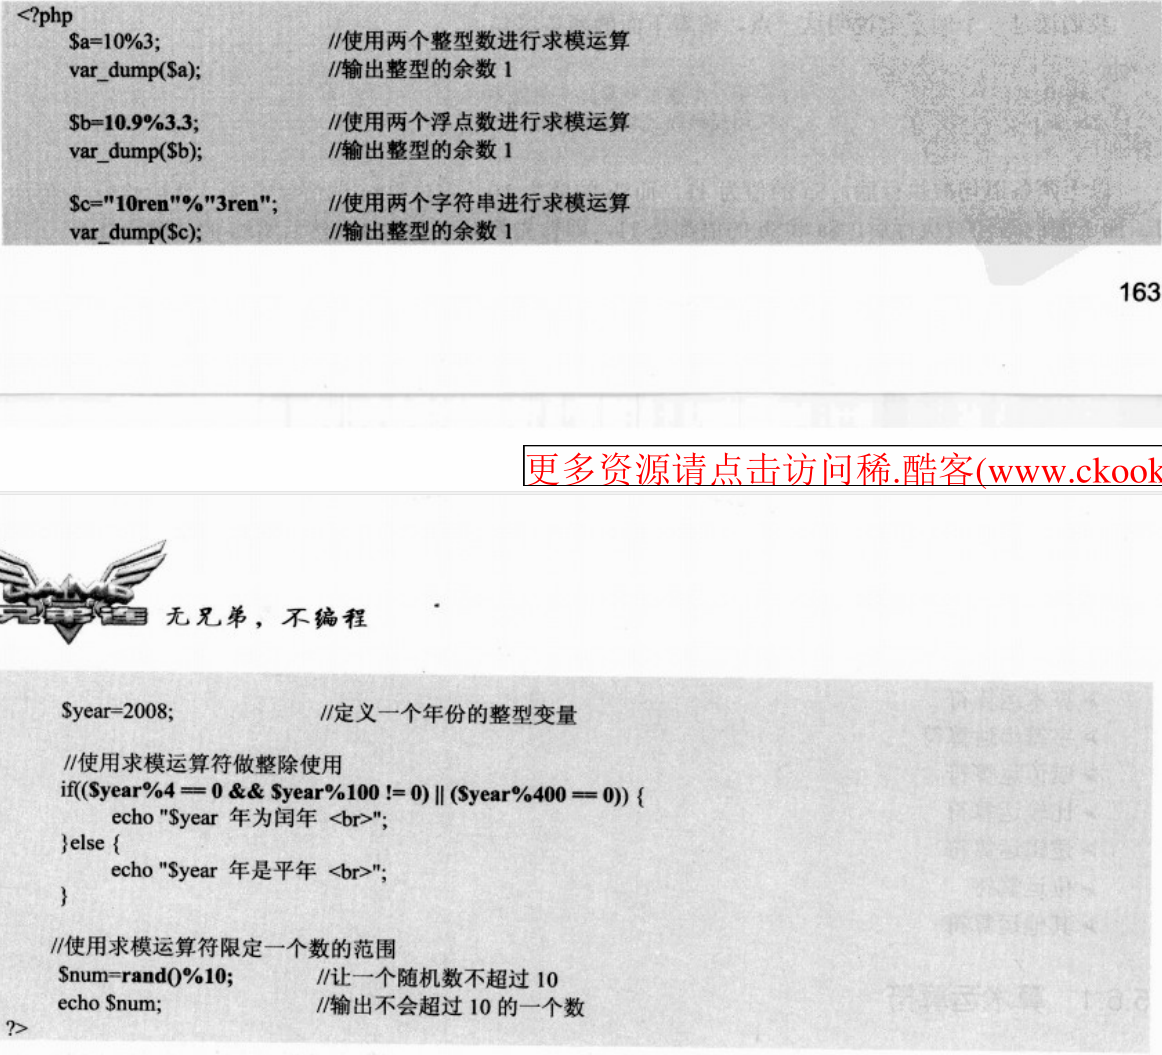 <?php
$a=10%3; //使用两个整型数进行求模运算
var_dump($a); //输出整型的余数 1
$b=10.9%3.3; //使用两个浮点数进行求模运算
var_dump($b); //输出整型的余数 1
$c="10ren"%"3ren"; //使用两个字符串进行求模运算
var_dump($c); //输出整型的余数 1
163
更多资源请点击访问稀.酷客(www.ckook
兄弟连 无兄弟，不编程
$year=2008; //定义一个年份的整型变量
//使用求模运算符做整除使用
if(($year%4 == 0 && $year%100 != 0) || ($year%400 == 0)) {
echo "$year 年为闰年 <br>";
}else {
echo "$year 年是平年 <br>";
}
//使用求模运算符限定一个数的范围
$num=rand()%10; //让一个随机数不超过 10
echo $num; //输出不会超过 10 的一个数
?>